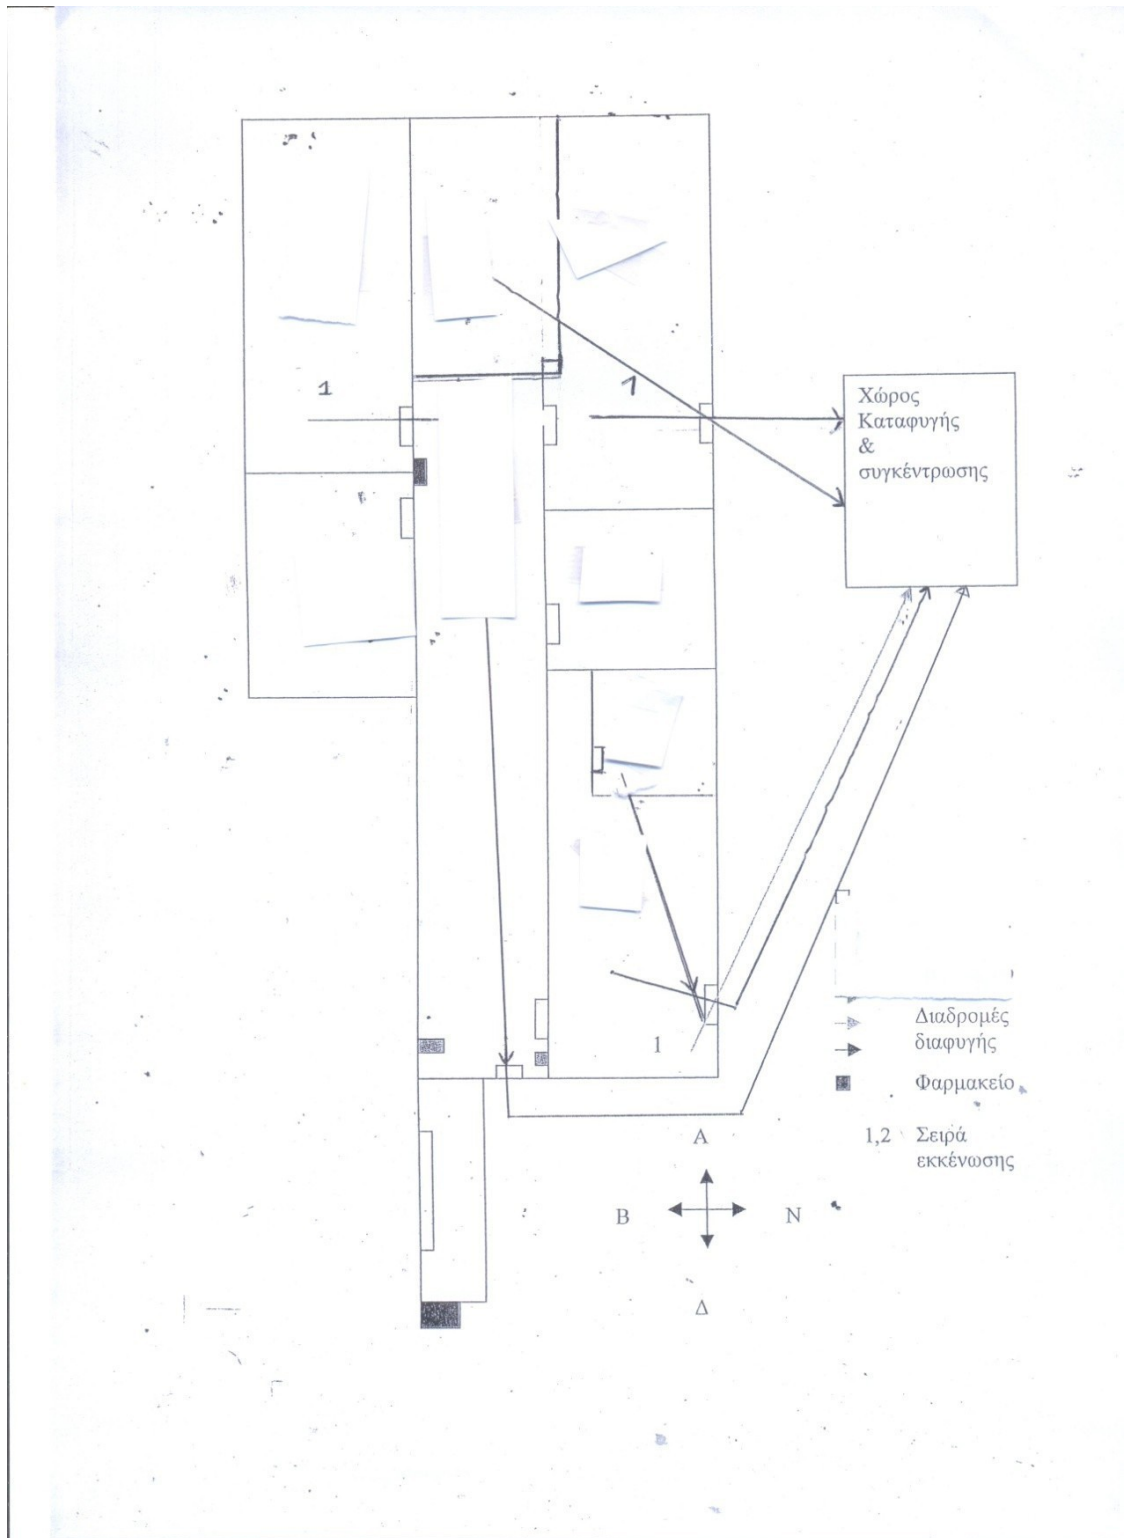 1
1
Χώρος
Καταφυγής
&
συγκέντρωσης
Διαδρομές
διαφυγής
Φαρμακείο
1
1,2 Σειρά
εκκένωσης
Α
Β
Ν
Δ